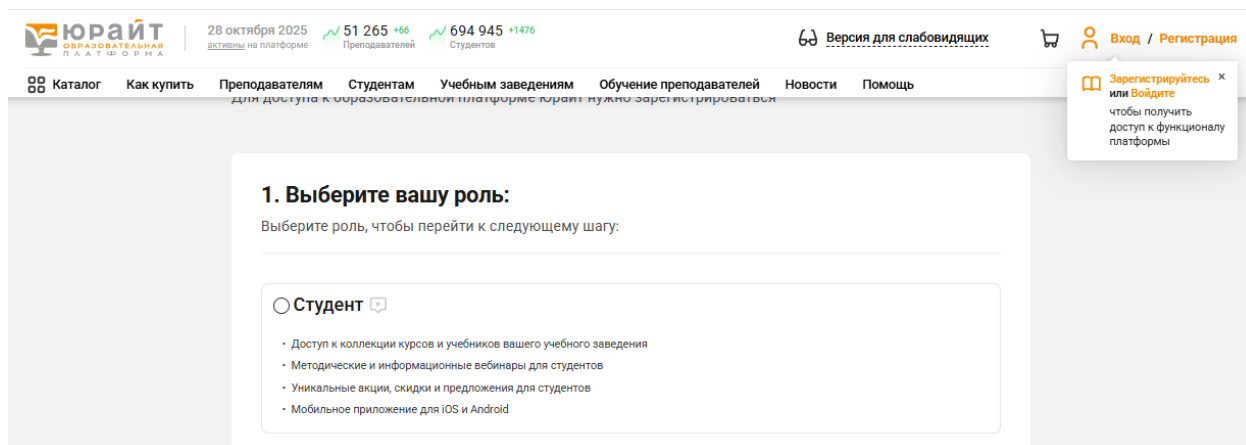 ЮРАЙТ
ОБРАЗОВАТЕЛЬНАЯ
ПЛАТФОРМА
28 октября 2025
активны на платформе
51 265 +66
Преподавателей
694 945 +1476
Студентов
Версия для слабовидящих
Вход / Регистрация
Каталог Как купить Преподавателям Студентам Учебным заведениям Обучение преподавателей Новости Помощь
Зарегистрируйтесь ×
или Войдите
чтобы получить
доступ к функционалу
платформы
Для доступа к образовательной платформе Юрайт нужно зарегистрироваться
1. Выберите вашу роль:
Выберите роль, чтобы перейти к следующему шагу:
Студент
· Доступ к коллекции курсов и учебников вашего учебного заведения
· Методические и информационные вебинары для студентов
· Уникальные акции, скидки и предложения для студентов
· Мобильное приложение для iOS и Android